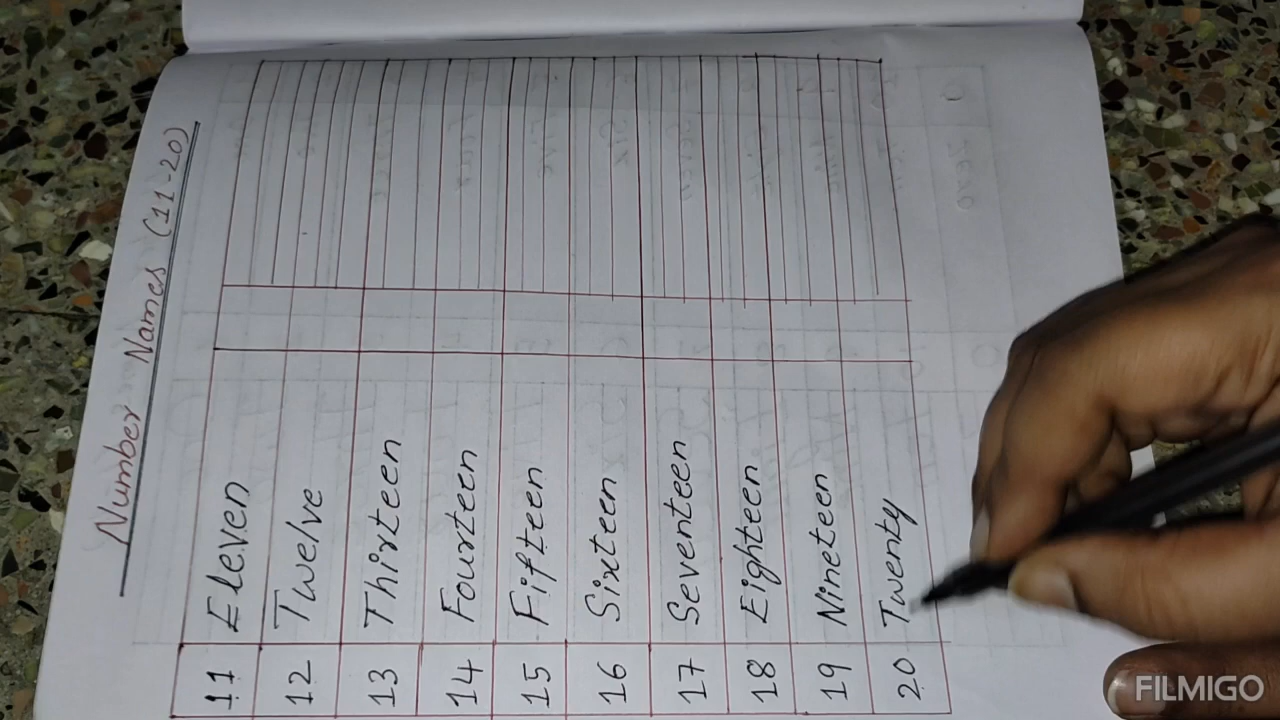 Number Names (11-20)
11 Eleven
12 Twelve
13 Thirteen
14 Fourteen
15 Fifteen
16 Sixteen
17 Seventeen
18 Eighteen
19 Nineteen
20 Twenty
FILMIGO